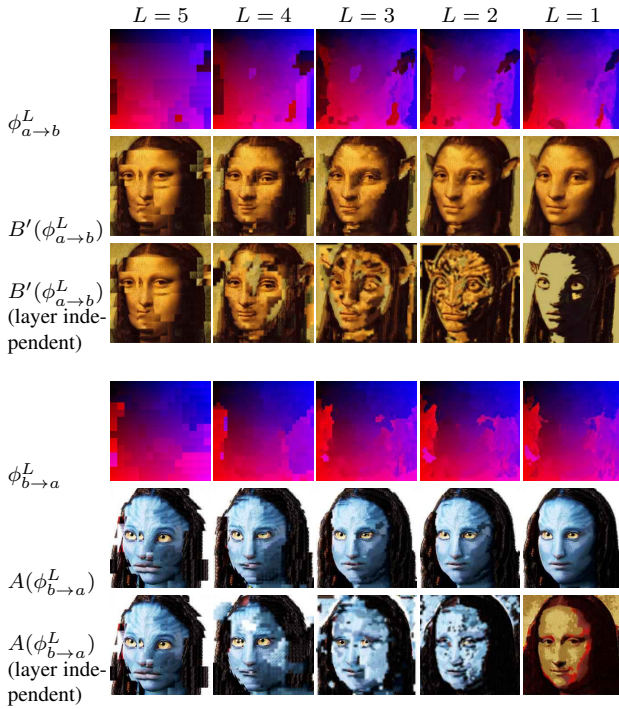 L = 5 L = 4 L = 3 L = 2 L = 1
ϕ^L_{a→b}
B′(ϕ^L_{a→b})
B′(ϕ^L_{a→b})
(layer inde-
pendent)
ϕ^L_{b→a}
A(ϕ^L_{b→a})
A(ϕ^L_{b→a})
(layer inde-
pendent)